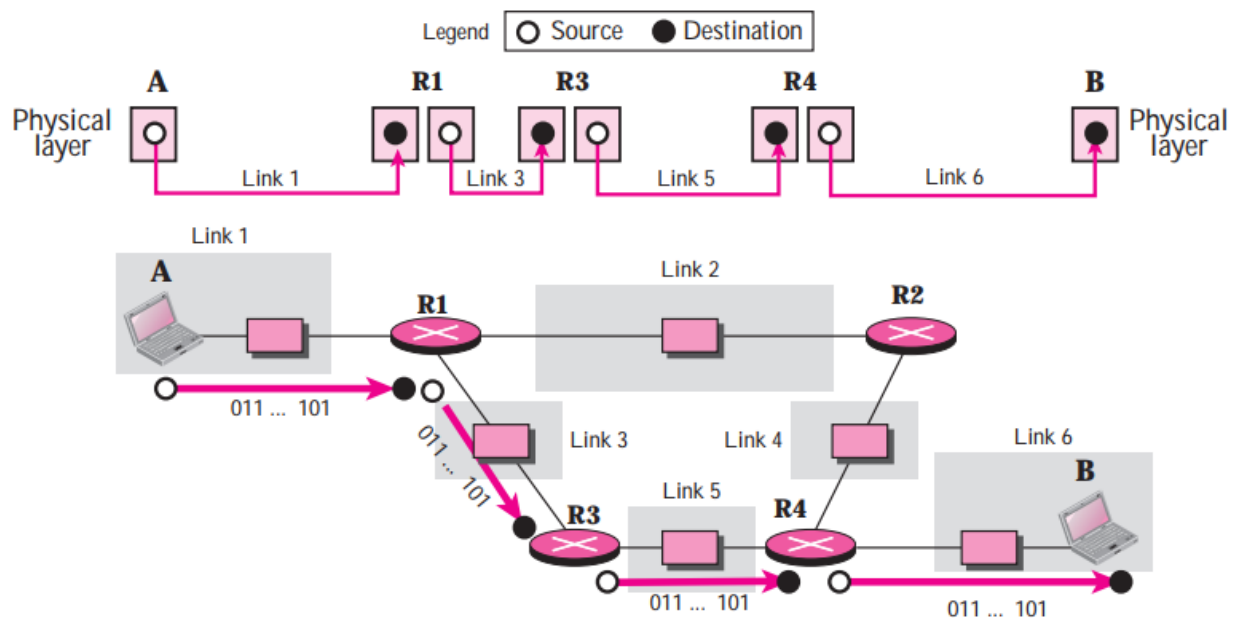 Legend Source Destination
A R1 R3 R4 B
Physical layer
Physical layer
Link 1 Link 3 Link 5 Link 6
Link 1
A
R1
Link 2
R2
011 ... 101
011 ... 101
Link 3
Link 4
Link 6
B
R3
Link 5
R4
011 ... 101
011 ... 101